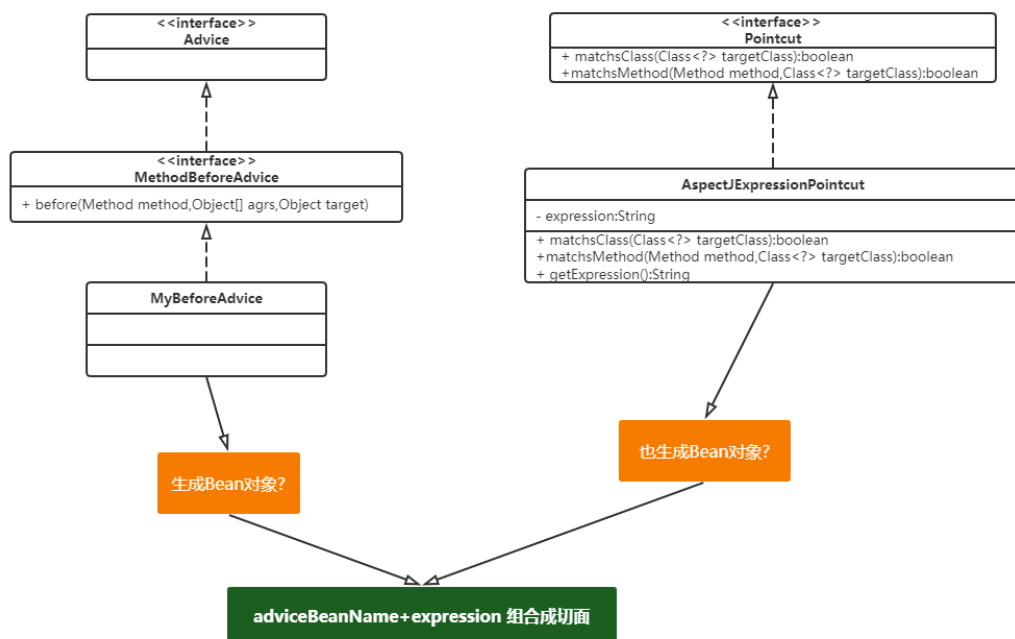 <<interface>>
Advice
<<interface>>
MethodBeforeAdvice
+ before(Method method,Object[] agrs,Object target)
MyBeforeAdvice
生成Bean对象?
<<interface>>
Pointcut
+ matchsClass(Class<?> targetClass):boolean
+matchsMethod(Method method,Class<?> targetClass):boolean
AspectJExpressionPointcut
- expression:String
+ matchsClass(Class<?> targetClass):boolean
+matchsMethod(Method method,Class<?> targetClass):boolean
+ getExpression():String
也生成Bean对象?
adviceBeanName+expression 组合成切面